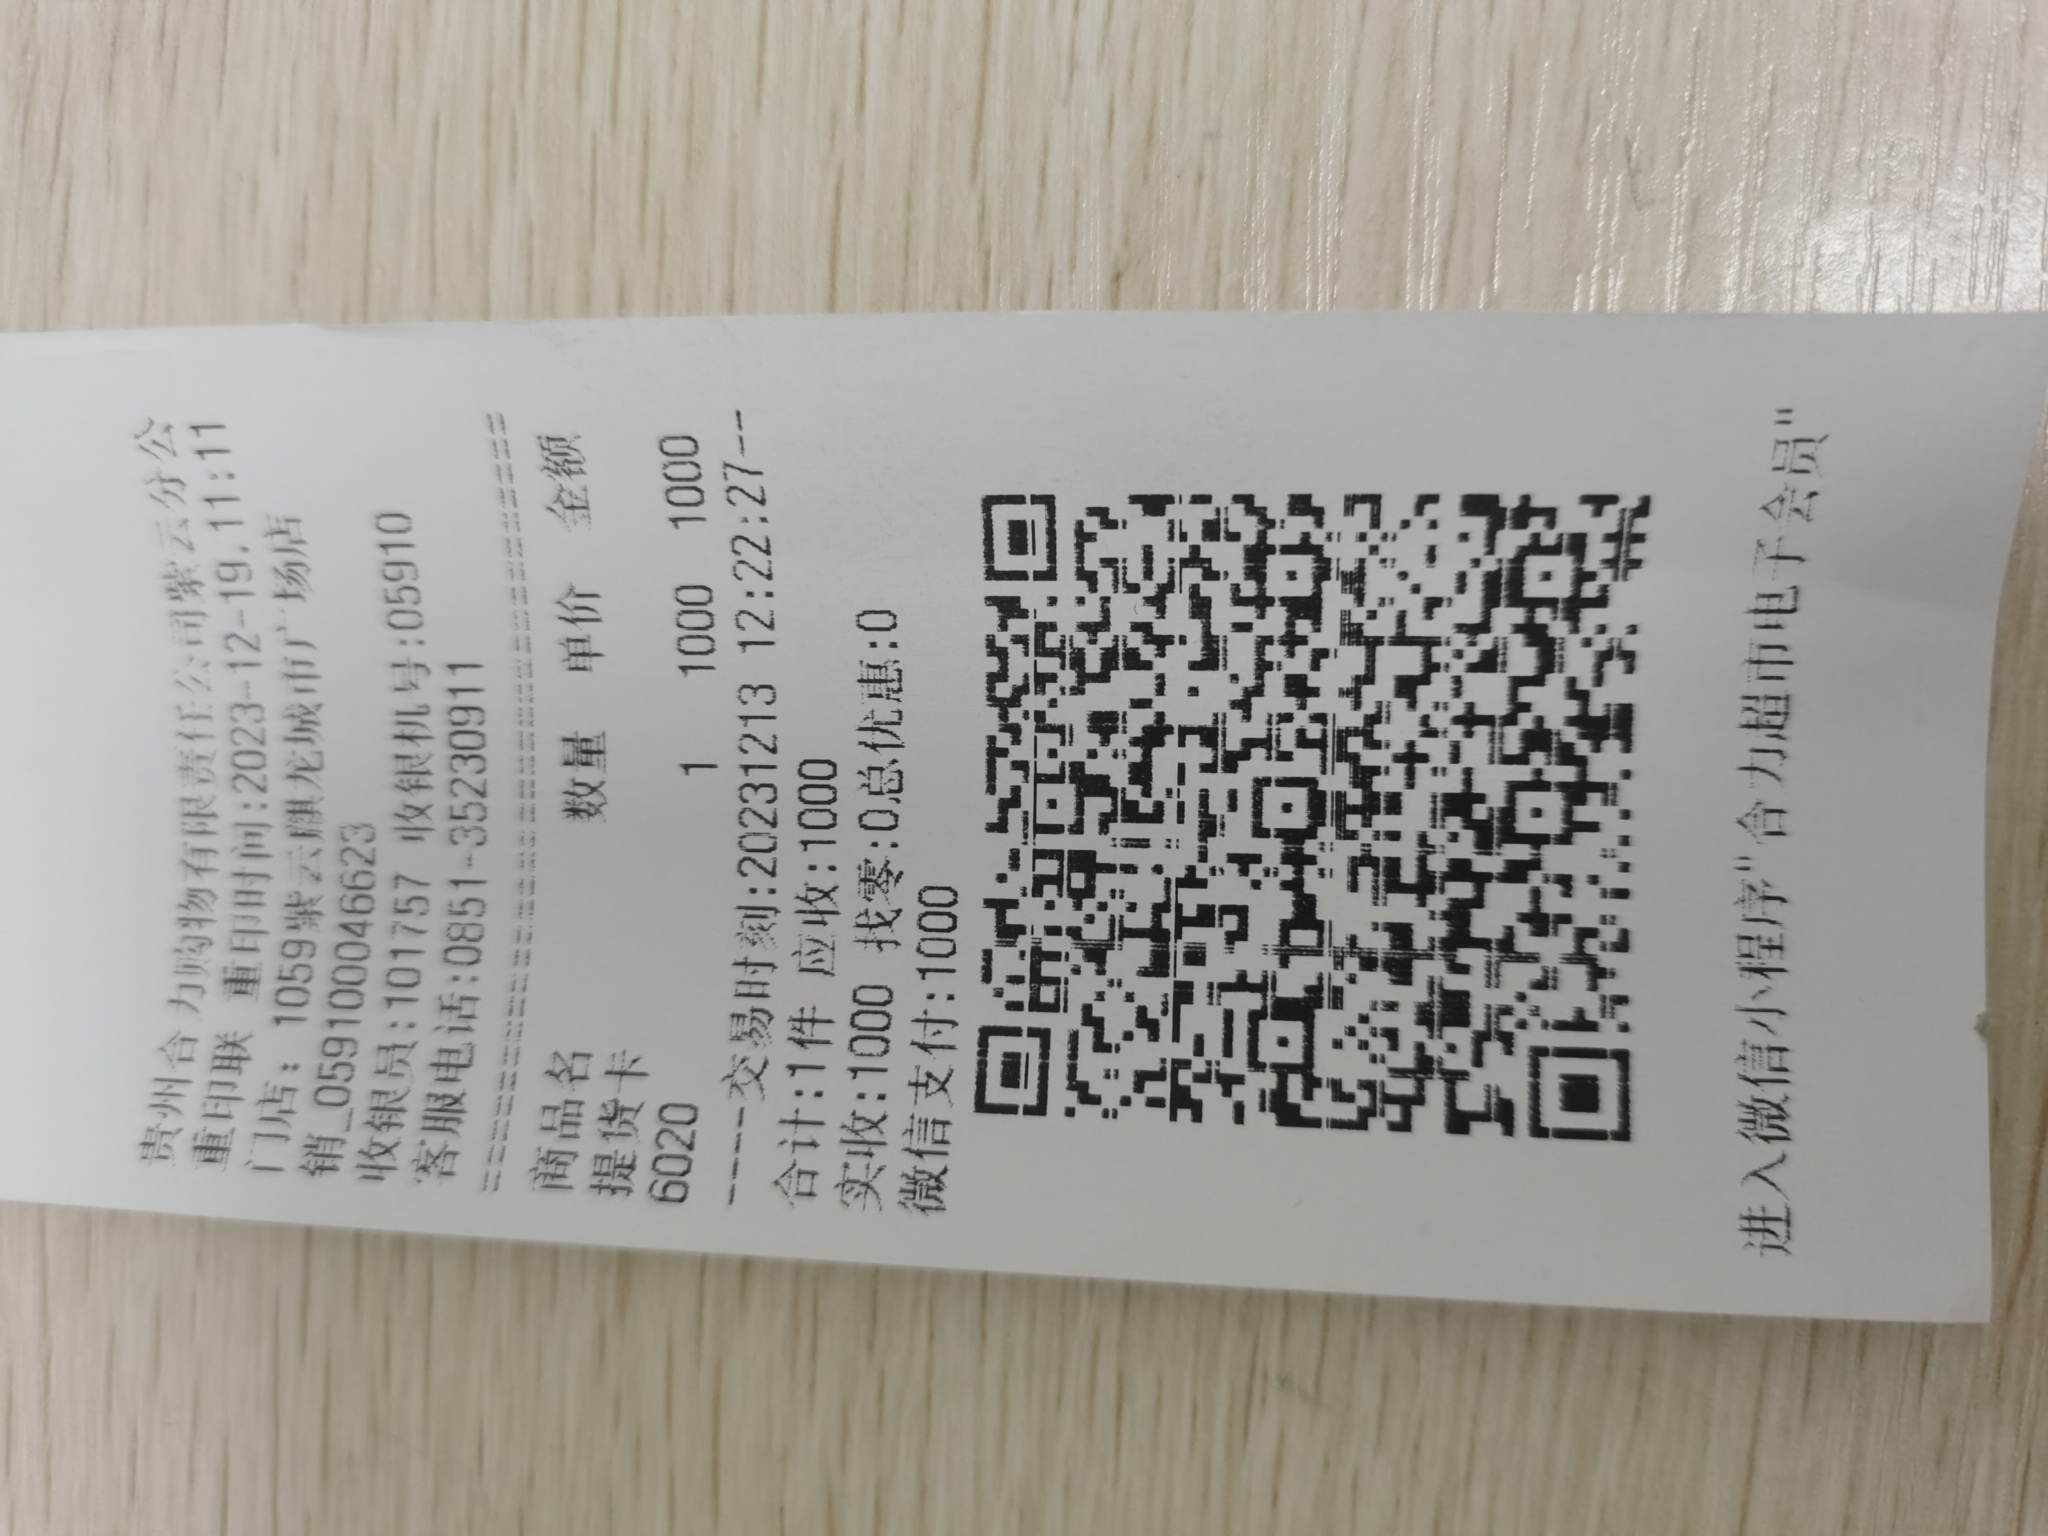 贵州合力购物有限责任公司紫云分公
重印联 重印时间:2023-12-19.11:11
门店: 1059紫云麒龙城市广场店
销_0591000466623
收银员:101757 收银机号:05910
客服电话:0851-35230911
================================
商品名 数量 单价 金额
提货卡
6020 1 1000 1000
----交易时刻:20231213 12:22:27--
合计:1件 应收:1000
实收:1000 找零:0总优惠:0
微信支付:1000
进入微信小程序"合力超市电子会员"